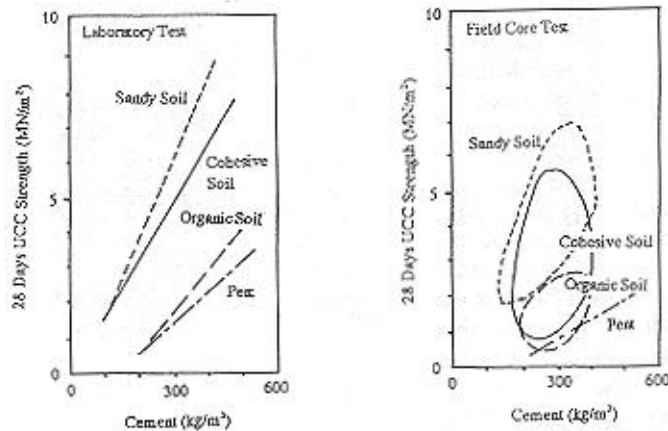 10
Laboratory Test
Sandy Soil
Cohesive
Soil
Organic Soil
Peat
5
0
0
300
600
28 Days UCC Strength (MN/m²)
Cement (kg/m³)
10
Field Core Test
Sandy Soil
Cohesive Soil
Organic Soil
Peat
5
0
0
300
600
28 Days UCC Strength (MN/m²)
Cement (kg/m³)